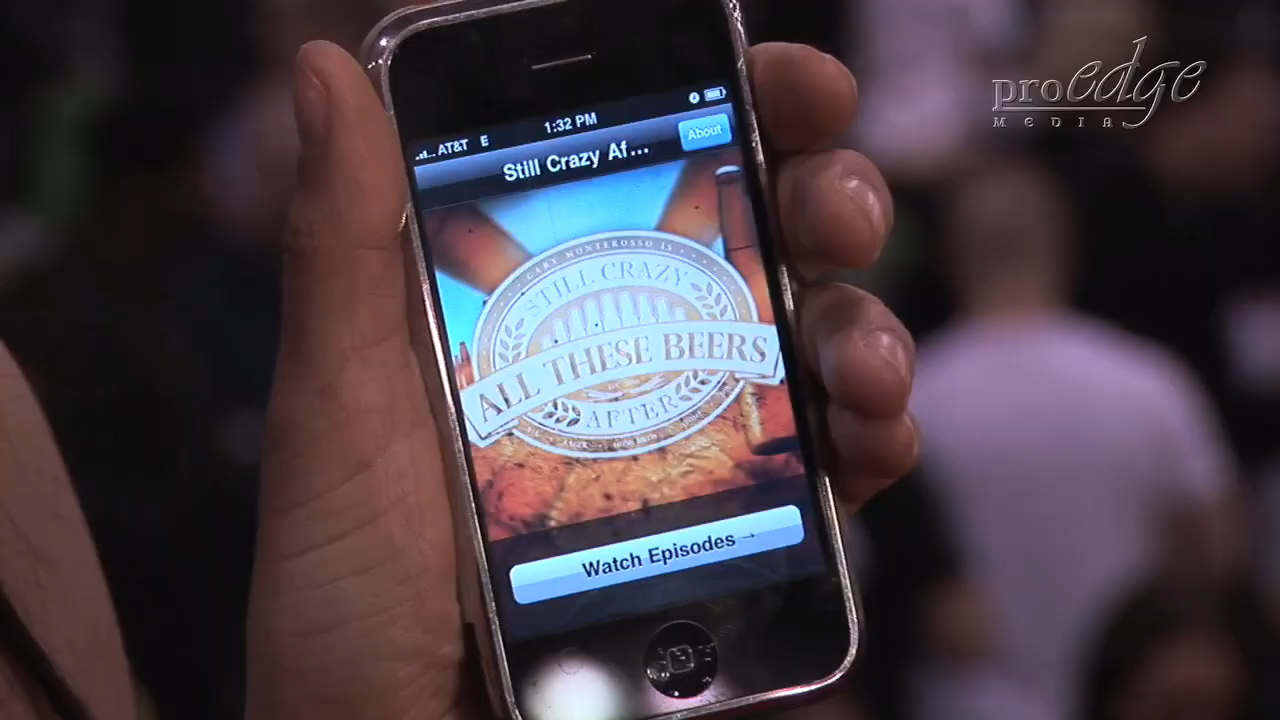 proedge
MEDIA
AT&T E 1:32 PM
Still Crazy Af...
About
GARY MONTEROSSO IS
STILL CRAZY
ALL THESE BEERS
AFTER
Watch Episodes→